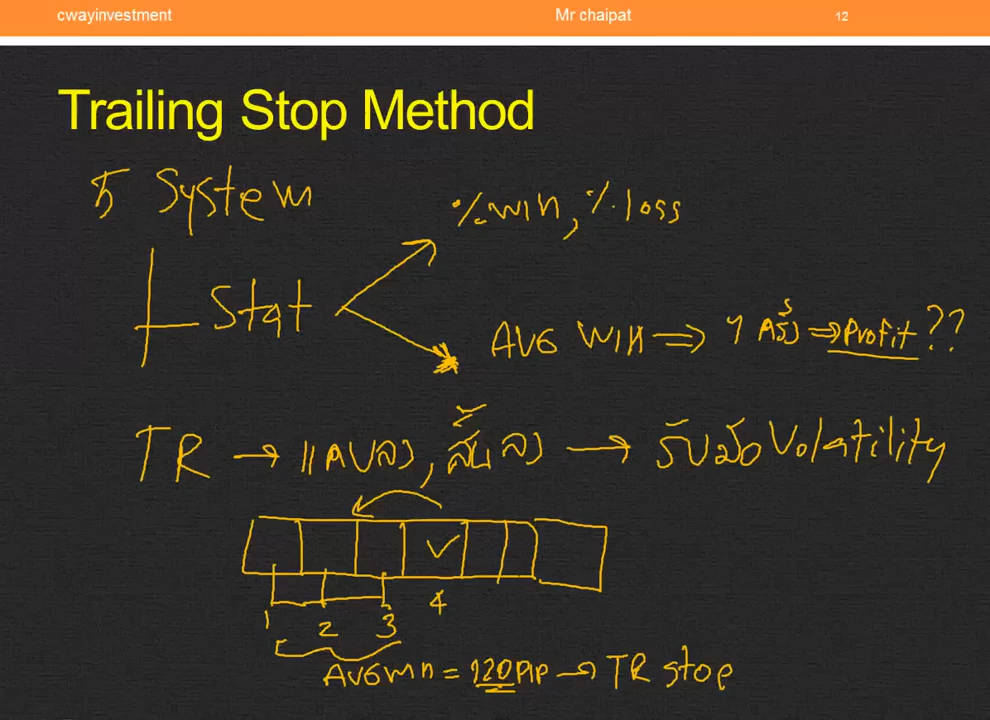 cwayinvestment Mr chaipat 12
Trailing Stop Method
System
%win, %loss
Stat
AVG WIN ⇒ 1 ครั้ง ⇒ Profit??
TR → แคบลง, สั้นลง → รับมือ Volatility
1 2 3 4
AVG WIN = 120 PIP → TR stop